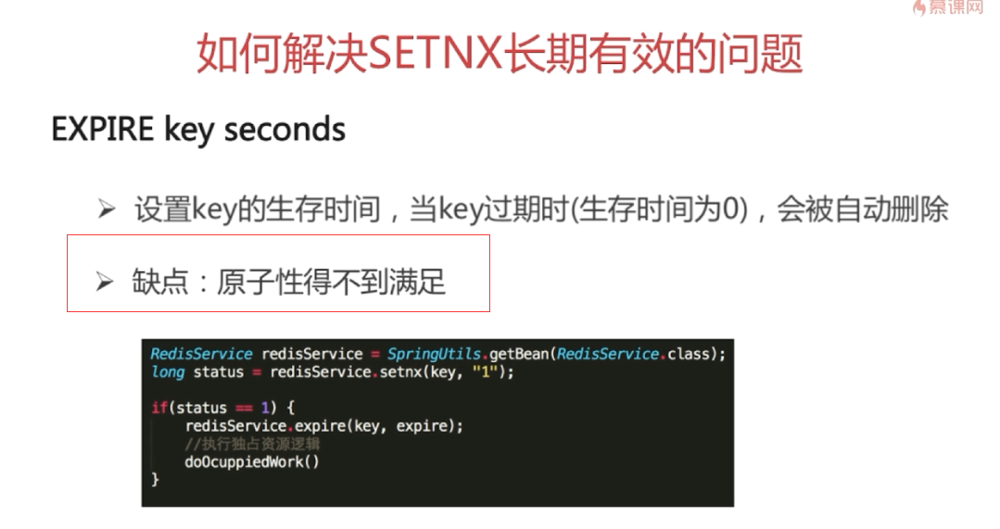 慕课网
如何解决SETNX长期有效的问题
EXPIRE key seconds
➢ 设置key的生存时间，当key过期时(生存时间为0)，会被自动删除
➢ 缺点：原子性得不到满足
RedisService redisService = SpringUtils.getBean(RedisService.class);
long status = redisService.setnx(key, "1");
if(status == 1) {
redisService.expire(key, expire);
//执行独占资源逻辑
doOcuppiedWork()
}